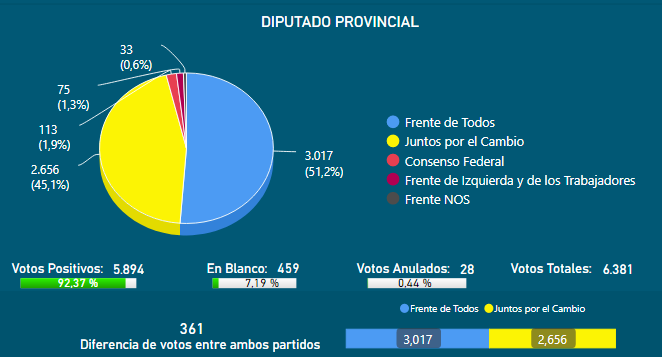 DIPUTADO PROVINCIAL
33
(0,6%)
75
(1,3%)
113
(1,9%)
2.656
(45,1%)
3.017
(51,2%)
Frente de Todos
Juntos por el Cambio
Consenso Federal
Frente de Izquierda y de los Trabajadores
Frente NOS
Votos Positivos: 5.894 En Blanco: 459 Votos Anulados: 28 Votos Totales: 6.381
92,37 % 7,19 % 0,44 %
Frente de Todos Juntos por el Cambio
361
Diferencia de votos entre ambos partidos
3,017 2,656